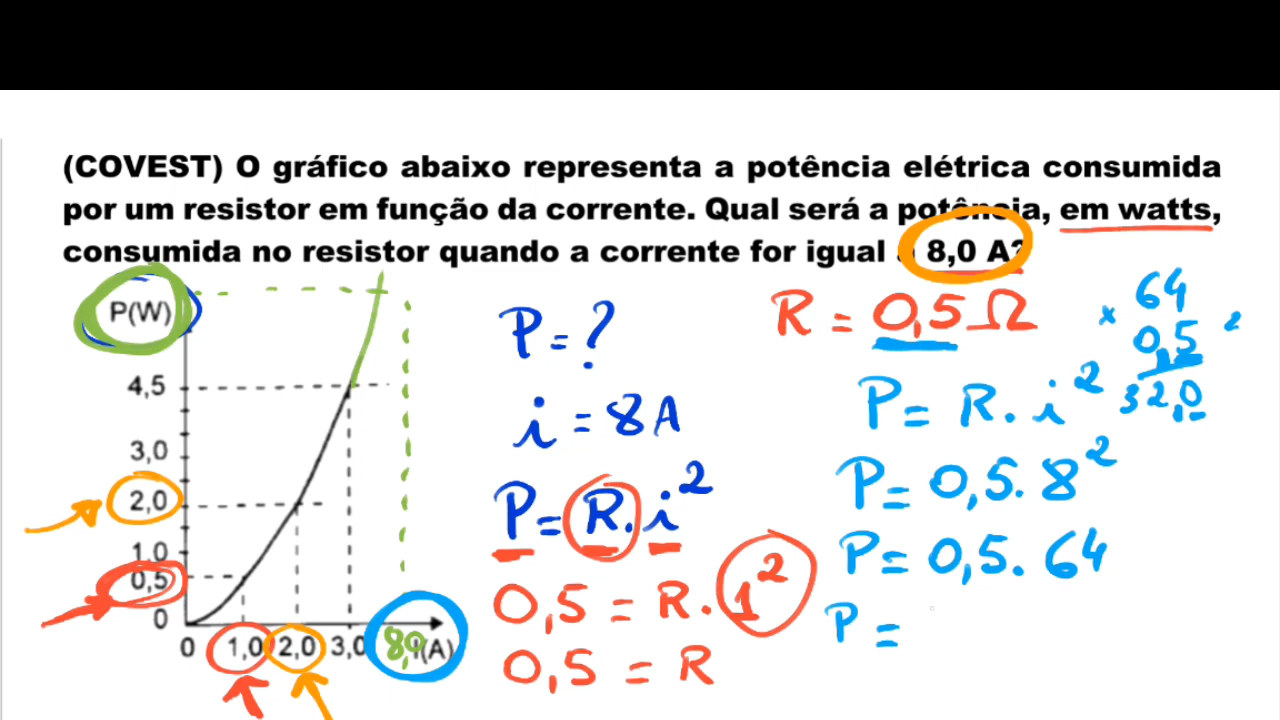 (COVEST) O gráfico abaixo representa a potência elétrica consumida
por um resistor em função da corrente. Qual será a potência, em watts,
consumida no resistor quando a corrente for igual a 8,0 A?
P(W)
4,5
3,0
2,0
1,0
0,5
0
0 1,0 2,0 3,0 8,0 i(A)
P = ?
i = 8A
P = R. i²
0,5 = R. 1²
0,5 = R
R = 0,5 Ω
P = R. i²
P = 0,5. 8²
P = 0,5. 64
P =
64
x 0,5
32,0
2